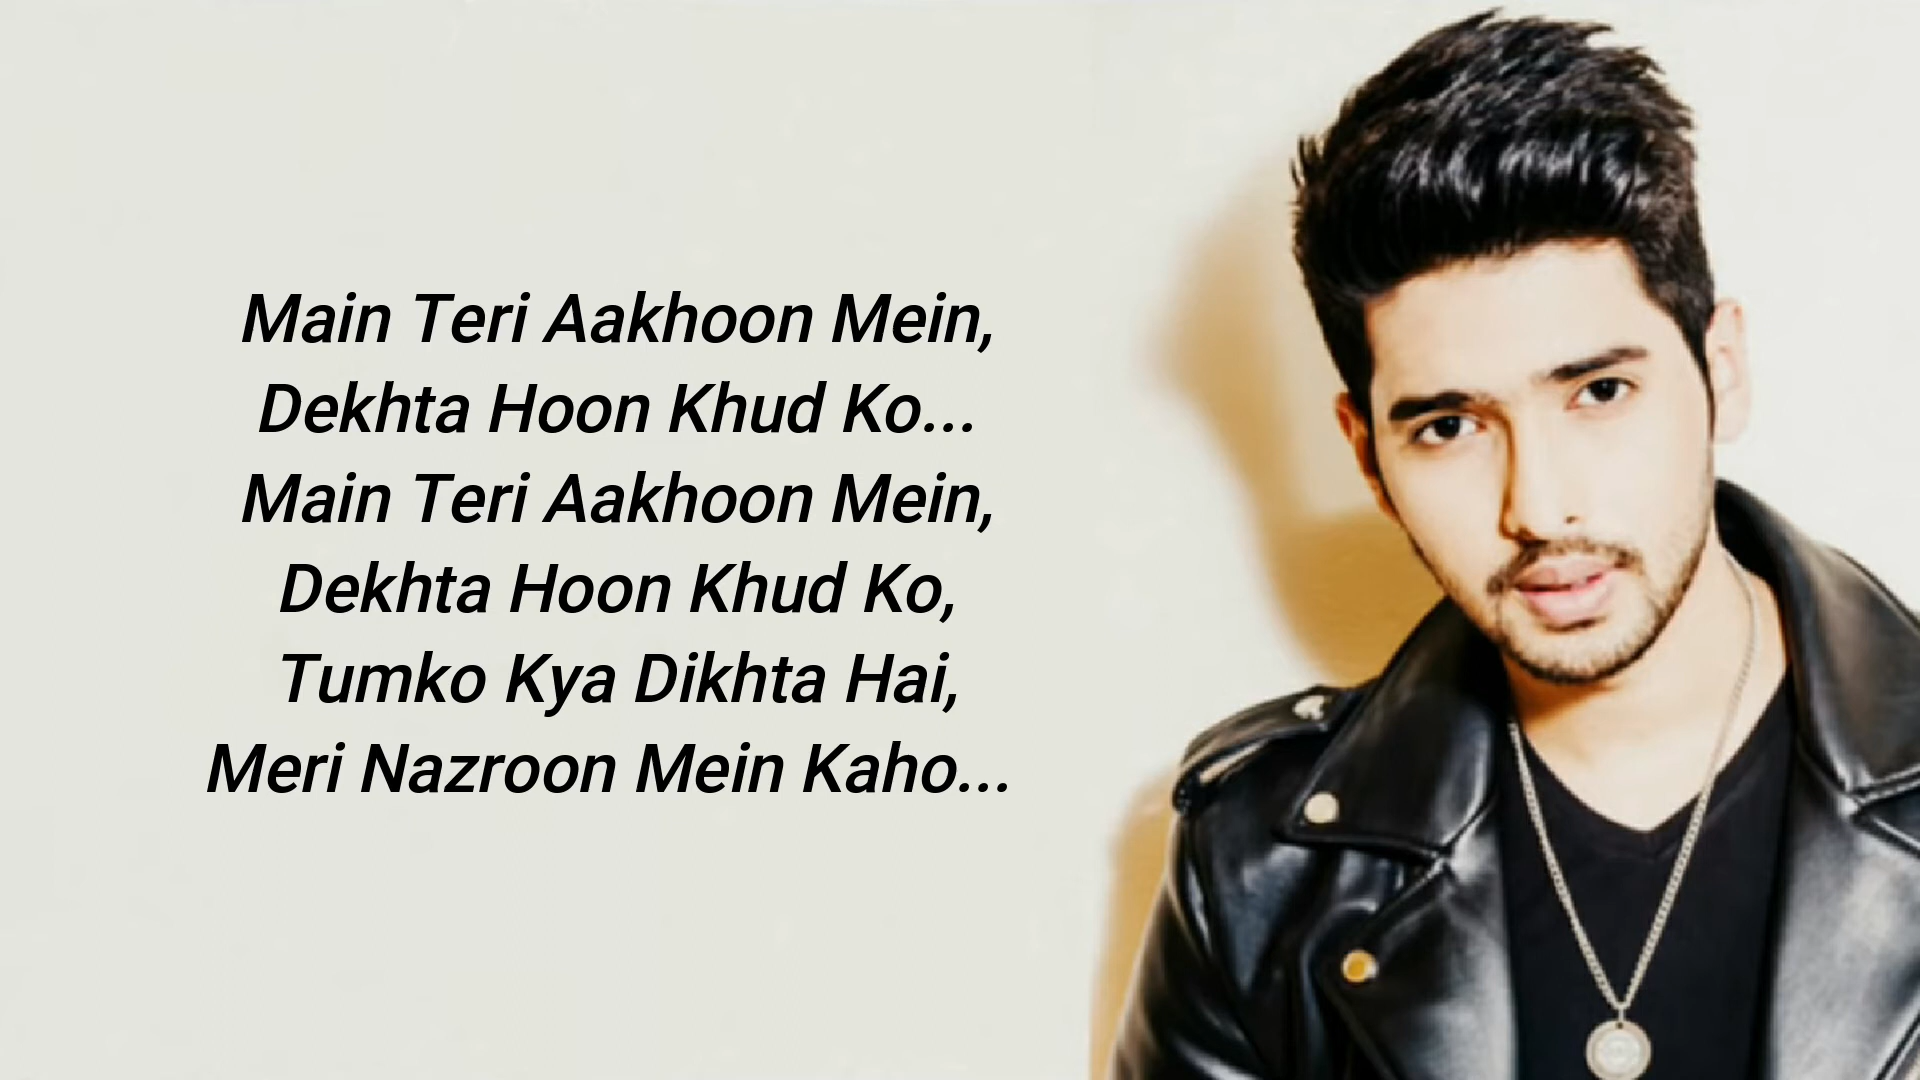 Main Teri Aakhoon Mein,
Dekhta Hoon Khud Ko...
Main Teri Aakhoon Mein,
Dekhta Hoon Khud Ko,
Tumko Kya Dikhta Hai,
Meri Nazroon Mein Kaho...